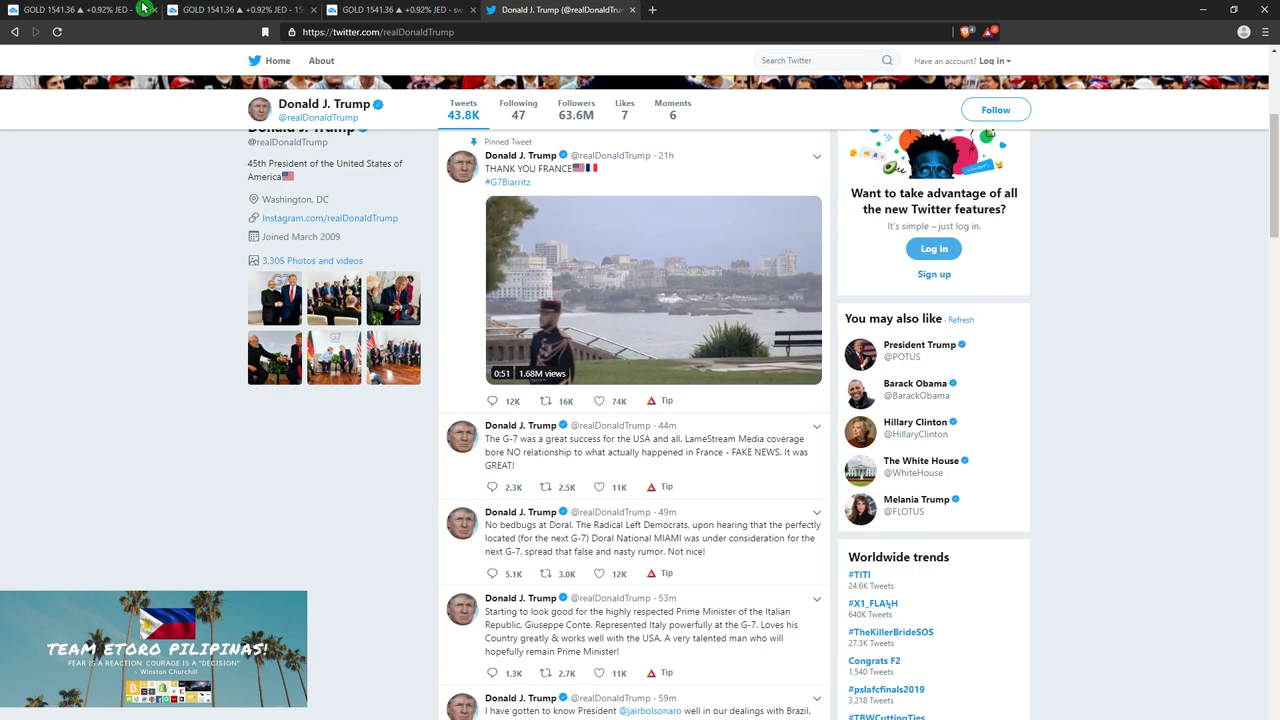 GOLD 1541.36 ▲ +0.92% JED -
GOLD 1541.36 ▲ +0.92% JED - 15
GOLD 1541.36 ▲ +0.92% JED - sw
Donald J. Trump (@realDonaldTrum
https://twitter.com/realDonaldTrump
Home
About
Search Twitter
Have an account? Log in
Donald J. Trump
@realDonaldTrump
Tweets
43.8K
Following
47
Followers
63.6M
Likes
7
Moments
6
Follow
Donald J. Trump
@realDonaldTrump
45th President of the United States of
America🇺🇸
Washington, DC
Instagram.com/realDonaldTrump
Joined March 2009
3,305 Photos and videos
Pinned Tweet
Donald J. Trump @realDonaldTrump · 21h
THANK YOU FRANCE🇺🇸🇫🇷
#G7Biarritz
0:51 1.68M views
12K 16K 74K Tip
Donald J. Trump @realDonaldTrump · 44m
The G-7 was a great success for the USA and all. LameStream Media coverage
bore NO relationship to what actually happened in France - FAKE NEWS. It was
GREAT!
2.3K 2.5K 11K Tip
Donald J. Trump @realDonaldTrump · 49m
No bedbugs at Doral. The Radical Left Democrats, upon hearing that the perfectly
located (for the next G-7) Doral National MIAMI was under consideration for the
next G-7, spread that false and nasty rumor. Not nice!
5.1K 3.0K 12K Tip
Donald J. Trump @realDonaldTrump · 53m
Starting to look good for the highly respected Prime Minister of the Italian
Republic, Giuseppe Conte. Represented Italy powerfully at the G-7. Loves his
Country greatly & works well with the USA. A very talented man who will
hopefully remain Prime Minister!
1.3K 2.7K 11K Tip
Donald J. Trump @realDonaldTrump · 59m
I have gotten to know President @jairbolsonaro well in our dealings with Brazil.
Want to take advantage of all
the new Twitter features?
It's simple – just log in.
Log in
Sign up
You may also like · Refresh
President Trump
@POTUS
Barack Obama
@BarackObama
Hillary Clinton
@HillaryClinton
The White House
@WhiteHouse
Melania Trump
@FLOTUS
Worldwide trends
#TITI
24.6K Tweets
640K Tweets
#TheKillerBrideSOS
27.3K Tweets
Congrats F2
1,540 Tweets
#pslafcfinals2019
3,218 Tweets
#TBWCuttingTies
TEAM ETORO PILIPINAS!
FEAR IS A REACTION. COURAGE IS A "DECISION"
~ Winston Churchill